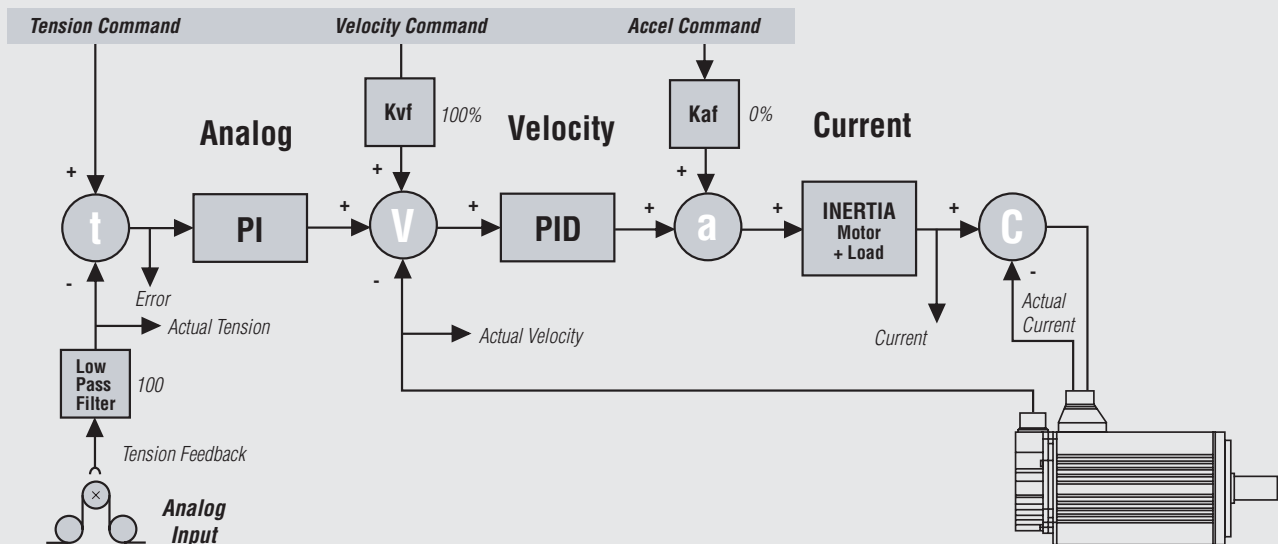 Tension Command
Velocity Command
Accel Command
Kvf
100%
Kaf
0%
Analog
Velocity
Current
+
+
+
t
PI
+
V
+
PID
+
a
+
INERTIA
Motor
+ Load
+
C
-
-
-
Error
Actual Tension
Actual Velocity
Current
Actual
Current
Low
Pass
Filter
100
Tension Feedback
×
Analog
Input